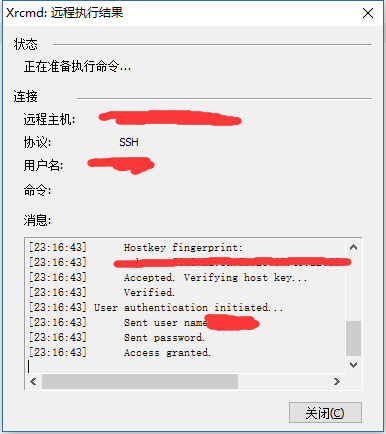 Xrcmd: 远程执行结果
状态
正在准备执行命令...
连接
远程主机:
协议: SSH
用户名:
命令:
消息:
[23:16:43] Hostkey fingerprint:
[23:16:43]
[23:16:43] Accepted. Verifying host key...
[23:16:43] Verified.
[23:16:43] User authentication initiated...
[23:16:43] Sent user name
[23:16:43] Sent password.
[23:16:43] Access granted.
关闭(C)